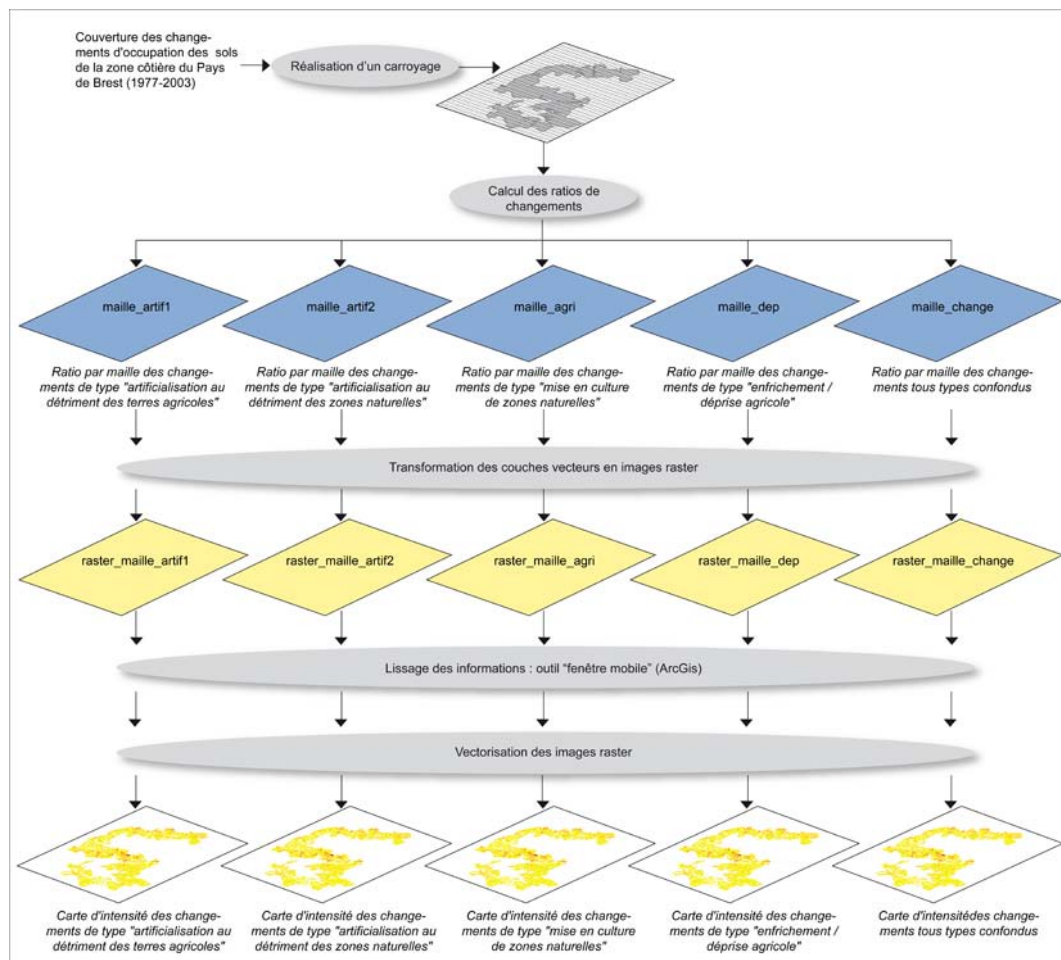 Couverture des change-
ments d'occupation des sols
de la zone côtière du Pays
de Brest (1977-2003)
Réalisation d'un carroyage
Calcul des ratios de
changements
maille_artif1
maille_artif2
maille_agri
maille_dep
maille_change
Ratio par maille des change-
ments de type "artificialisation au
détriment des terres agricoles"
Ratio par maille des change-
ments de type "artificialisation au
détriment des zones naturelles"
Ratio par maille des change-
ments de type "mise en culture
de zones naturelles"
Ratio par maille des change-
ments de type "enfrichement /
déprise agricole"
Ratio par maille des change-
ments tous types confondus
Transformation des couches vecteurs en images raster
raster_maille_artif1
raster_maille_artif2
raster_maille_agri
raster_maille_dep
raster_maille_change
Lissage des informations : outil "fenêtre mobile" (ArcGis)
Vectorisation des images raster
Carte d'intensité des change-
ments de type "artificialisation au
détriment des terres agricoles"
Carte d'intensité des change-
ments de type "artificialisation au
détriment des zones naturelles"
Carte d'intensité des change-
ments de type "mise en culture
de zones naturelles"
Carte d'intensité des change-
ments de type "enfrichement /
déprise agricole"
Carte d'intensitédes change-
ments tous types confondus